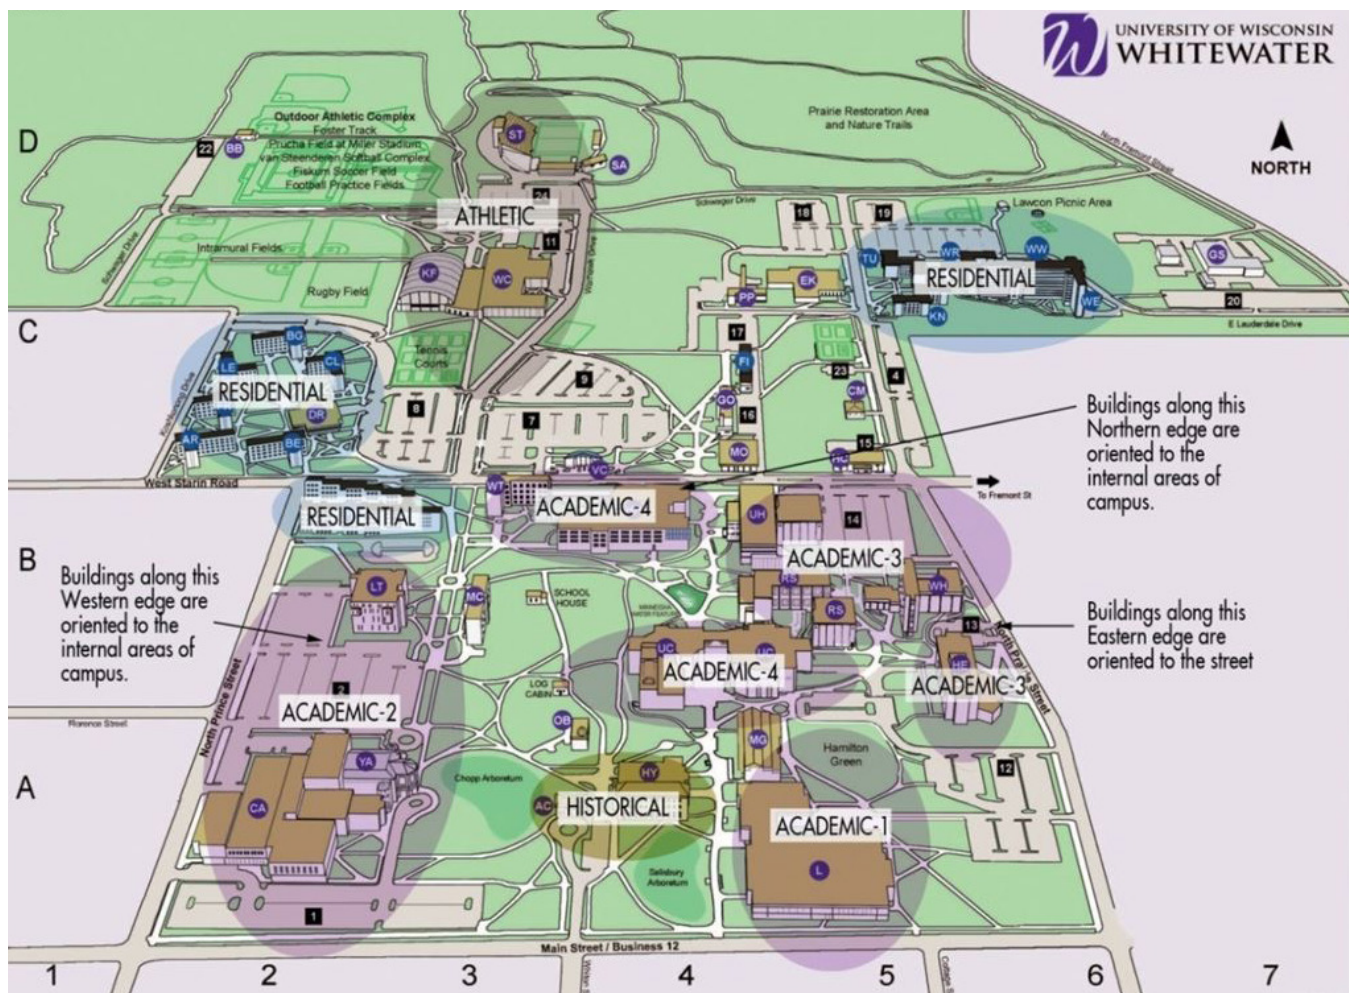 UNIVERSITY OF WISCONSIN
WHITEWATER
NORTH
D
C
B
A
Outdoor Athletic Complex
Foster Track
Prucha Field at Miller Stadium
van Steenderen Softball Complex
Fiskum Soccer Field
Football Practice Fields
22
BB
ST
SA
Prairie Restoration Area
and Nature Trails
North Fremont Street
24
ATHLETIC
11
Schwager Drive
Schwager Drive
18
19
Lawcon Picnic Area
Intramural Fields
Rugby Field
KF
WC
Warhawk Drive
TU
WR
WW
RESIDENTIAL
WE
KN
GS
20
E Lauderdale Drive
PP
EK
17
BG
LE
CL
RESIDENTIAL
DR
AR
BE
Tennis
Courts
8
9
7
FI
GO
16
MO
23
CM
4
15
VC
West Starin Road
To Fremont St
Buildings along this
Northern edge are
oriented to the
internal areas of
campus.
RESIDENTIAL
WT
ACADEMIC-4
UH
14
ACADEMIC-3
Buildings along this
Western edge are
oriented to the
internal areas of
campus.
LT
MC
SCHOOL
HOUSE
RS
RS
WH
13
Buildings along this
Eastern edge are
oriented to the street
UC
UC
ACADEMIC-4
HE
ACADEMIC-3
North Prince Street
Florence Street
2
ACADEMIC-2
LOG
CABIN
OB
MG
Hamilton
Green
12
YA
CA
Chopp Arboretum
HY
AC
HISTORICAL
ACADEMIC-1
L
Salisbury
Arboretum
1
Main Street / Business 12
1
2
3
4
5
6
7